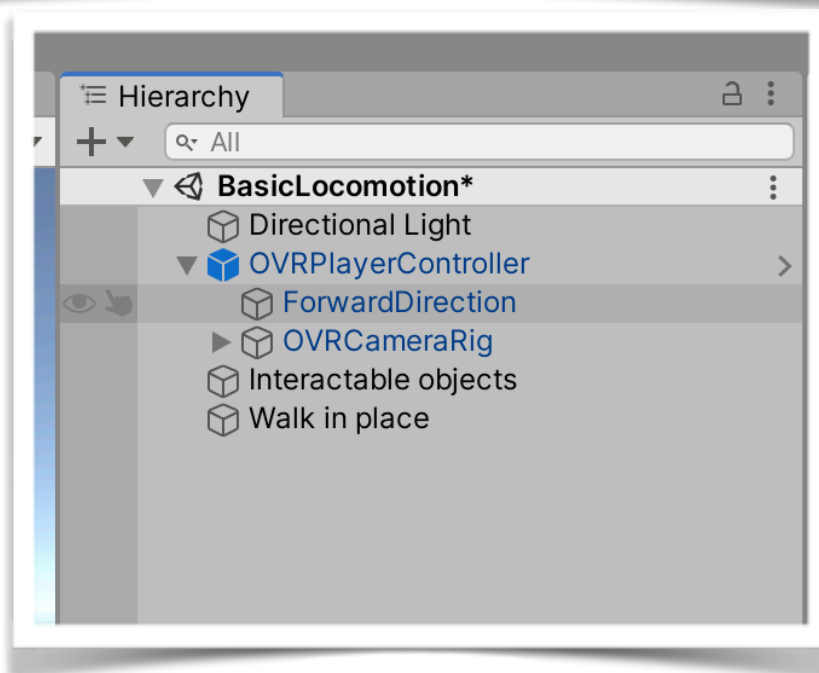 Hierarchy
All
BasicLocomotion*
Directional Light
OVRPlayerController
ForwardDirection
OVRCameraRig
Interactable objects
Walk in place